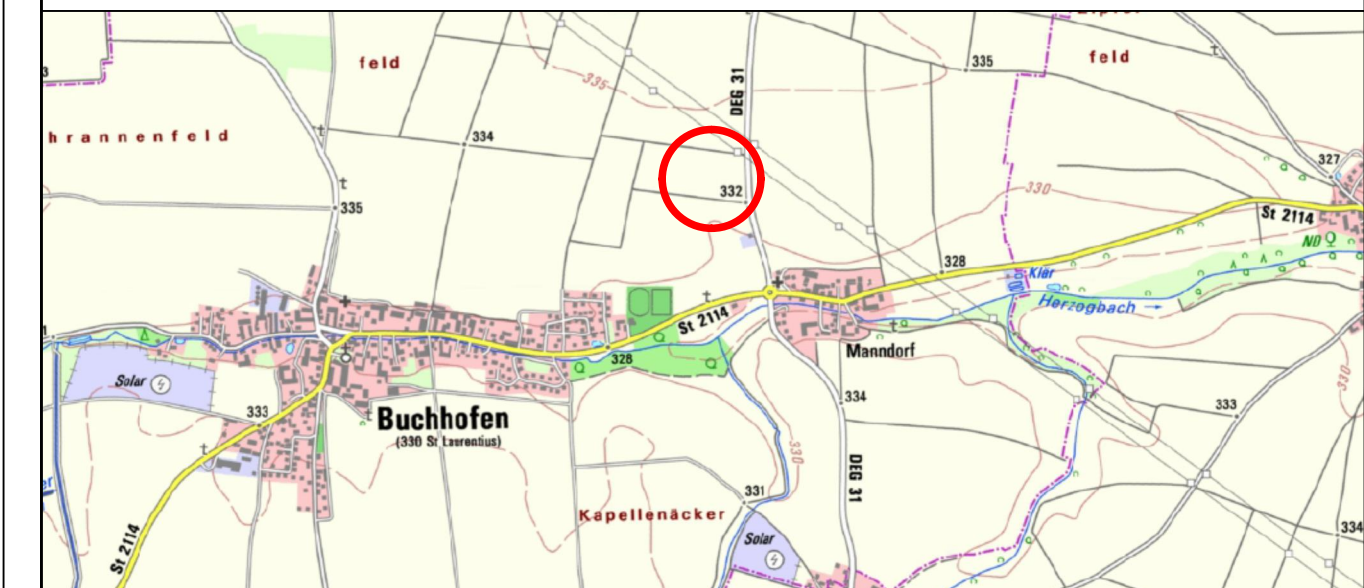 feld
335
DEG 31
335
feld
3
hrannenfeld
334
327
332
330
335
St 2114
ND
328
Klär
Herzogbach
St 2114
328
Manndorf
Solar
333
Buchhofen
(330 St Laurentius)
334
333
330
330
DEG 31
331
Kapellenäcker
St 2114
Solar
334